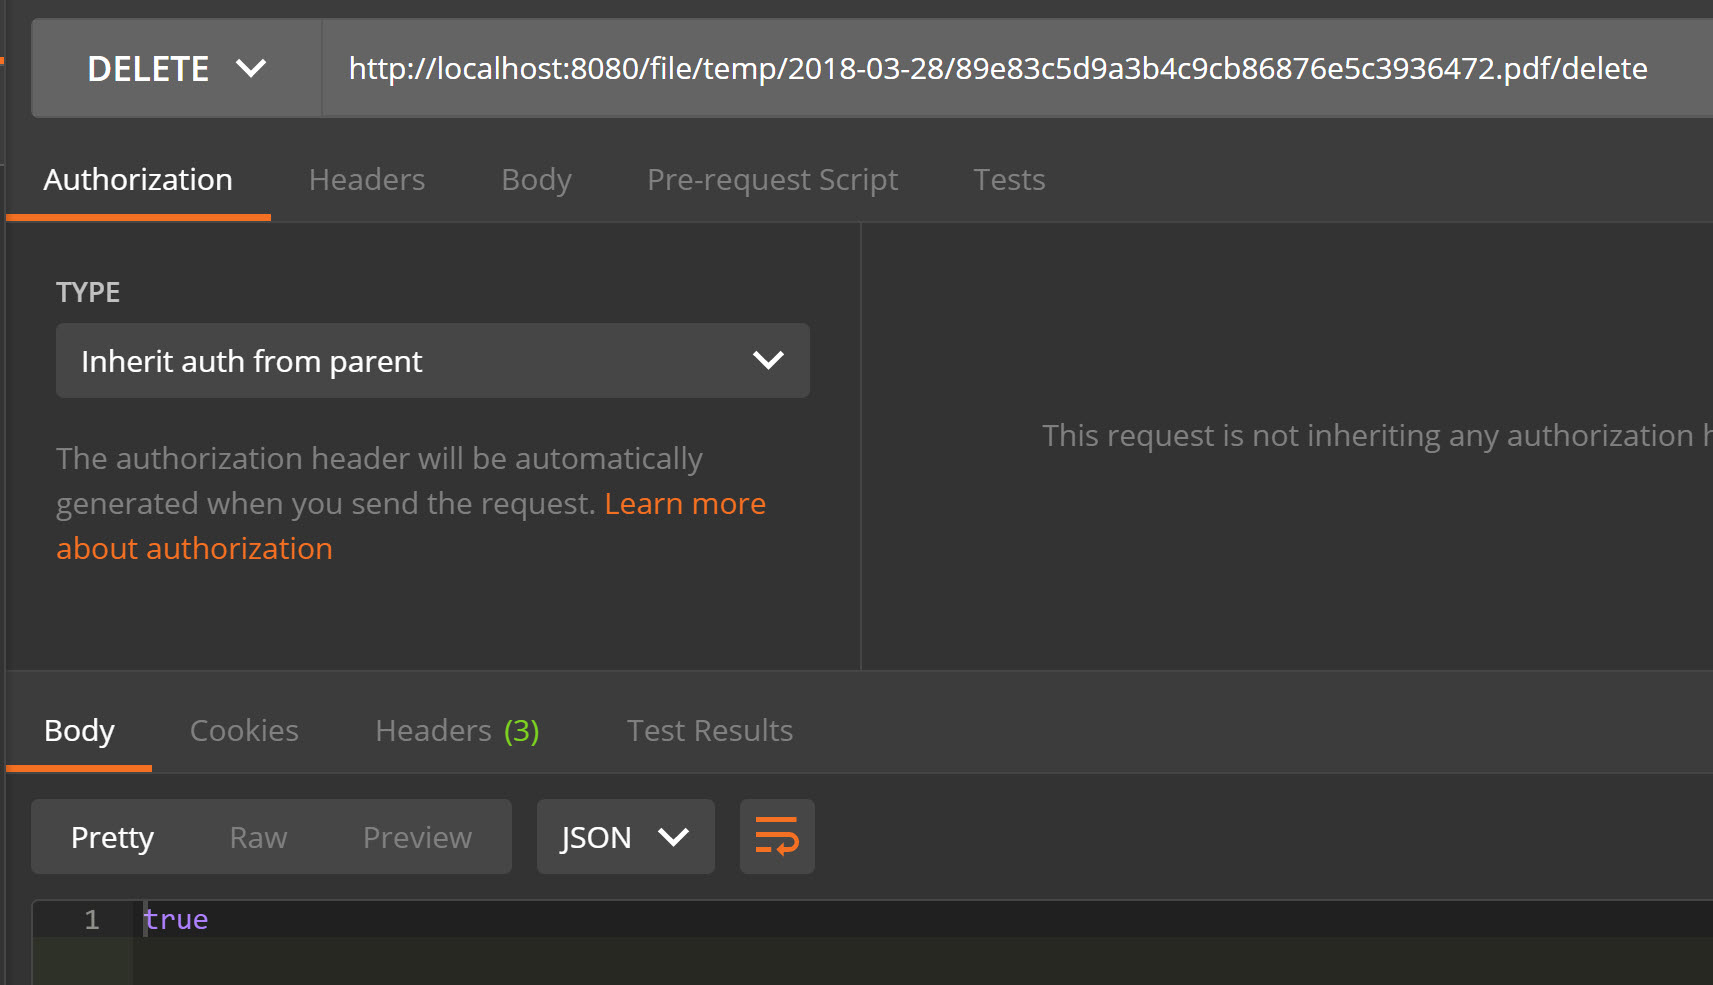 DELETE http://localhost:8080/file/temp/2018-03-28/89e83c5d9a3b4c9cb86876e5c3936472.pdf/delete
Authorization Headers Body Pre-request Script Tests
TYPE
Inherit auth from parent
The authorization header will be automatically
generated when you send the request. Learn more
about authorization
This request is not inheriting any authorization h
Body Cookies Headers (3) Test Results
Pretty Raw Preview JSON
1 true